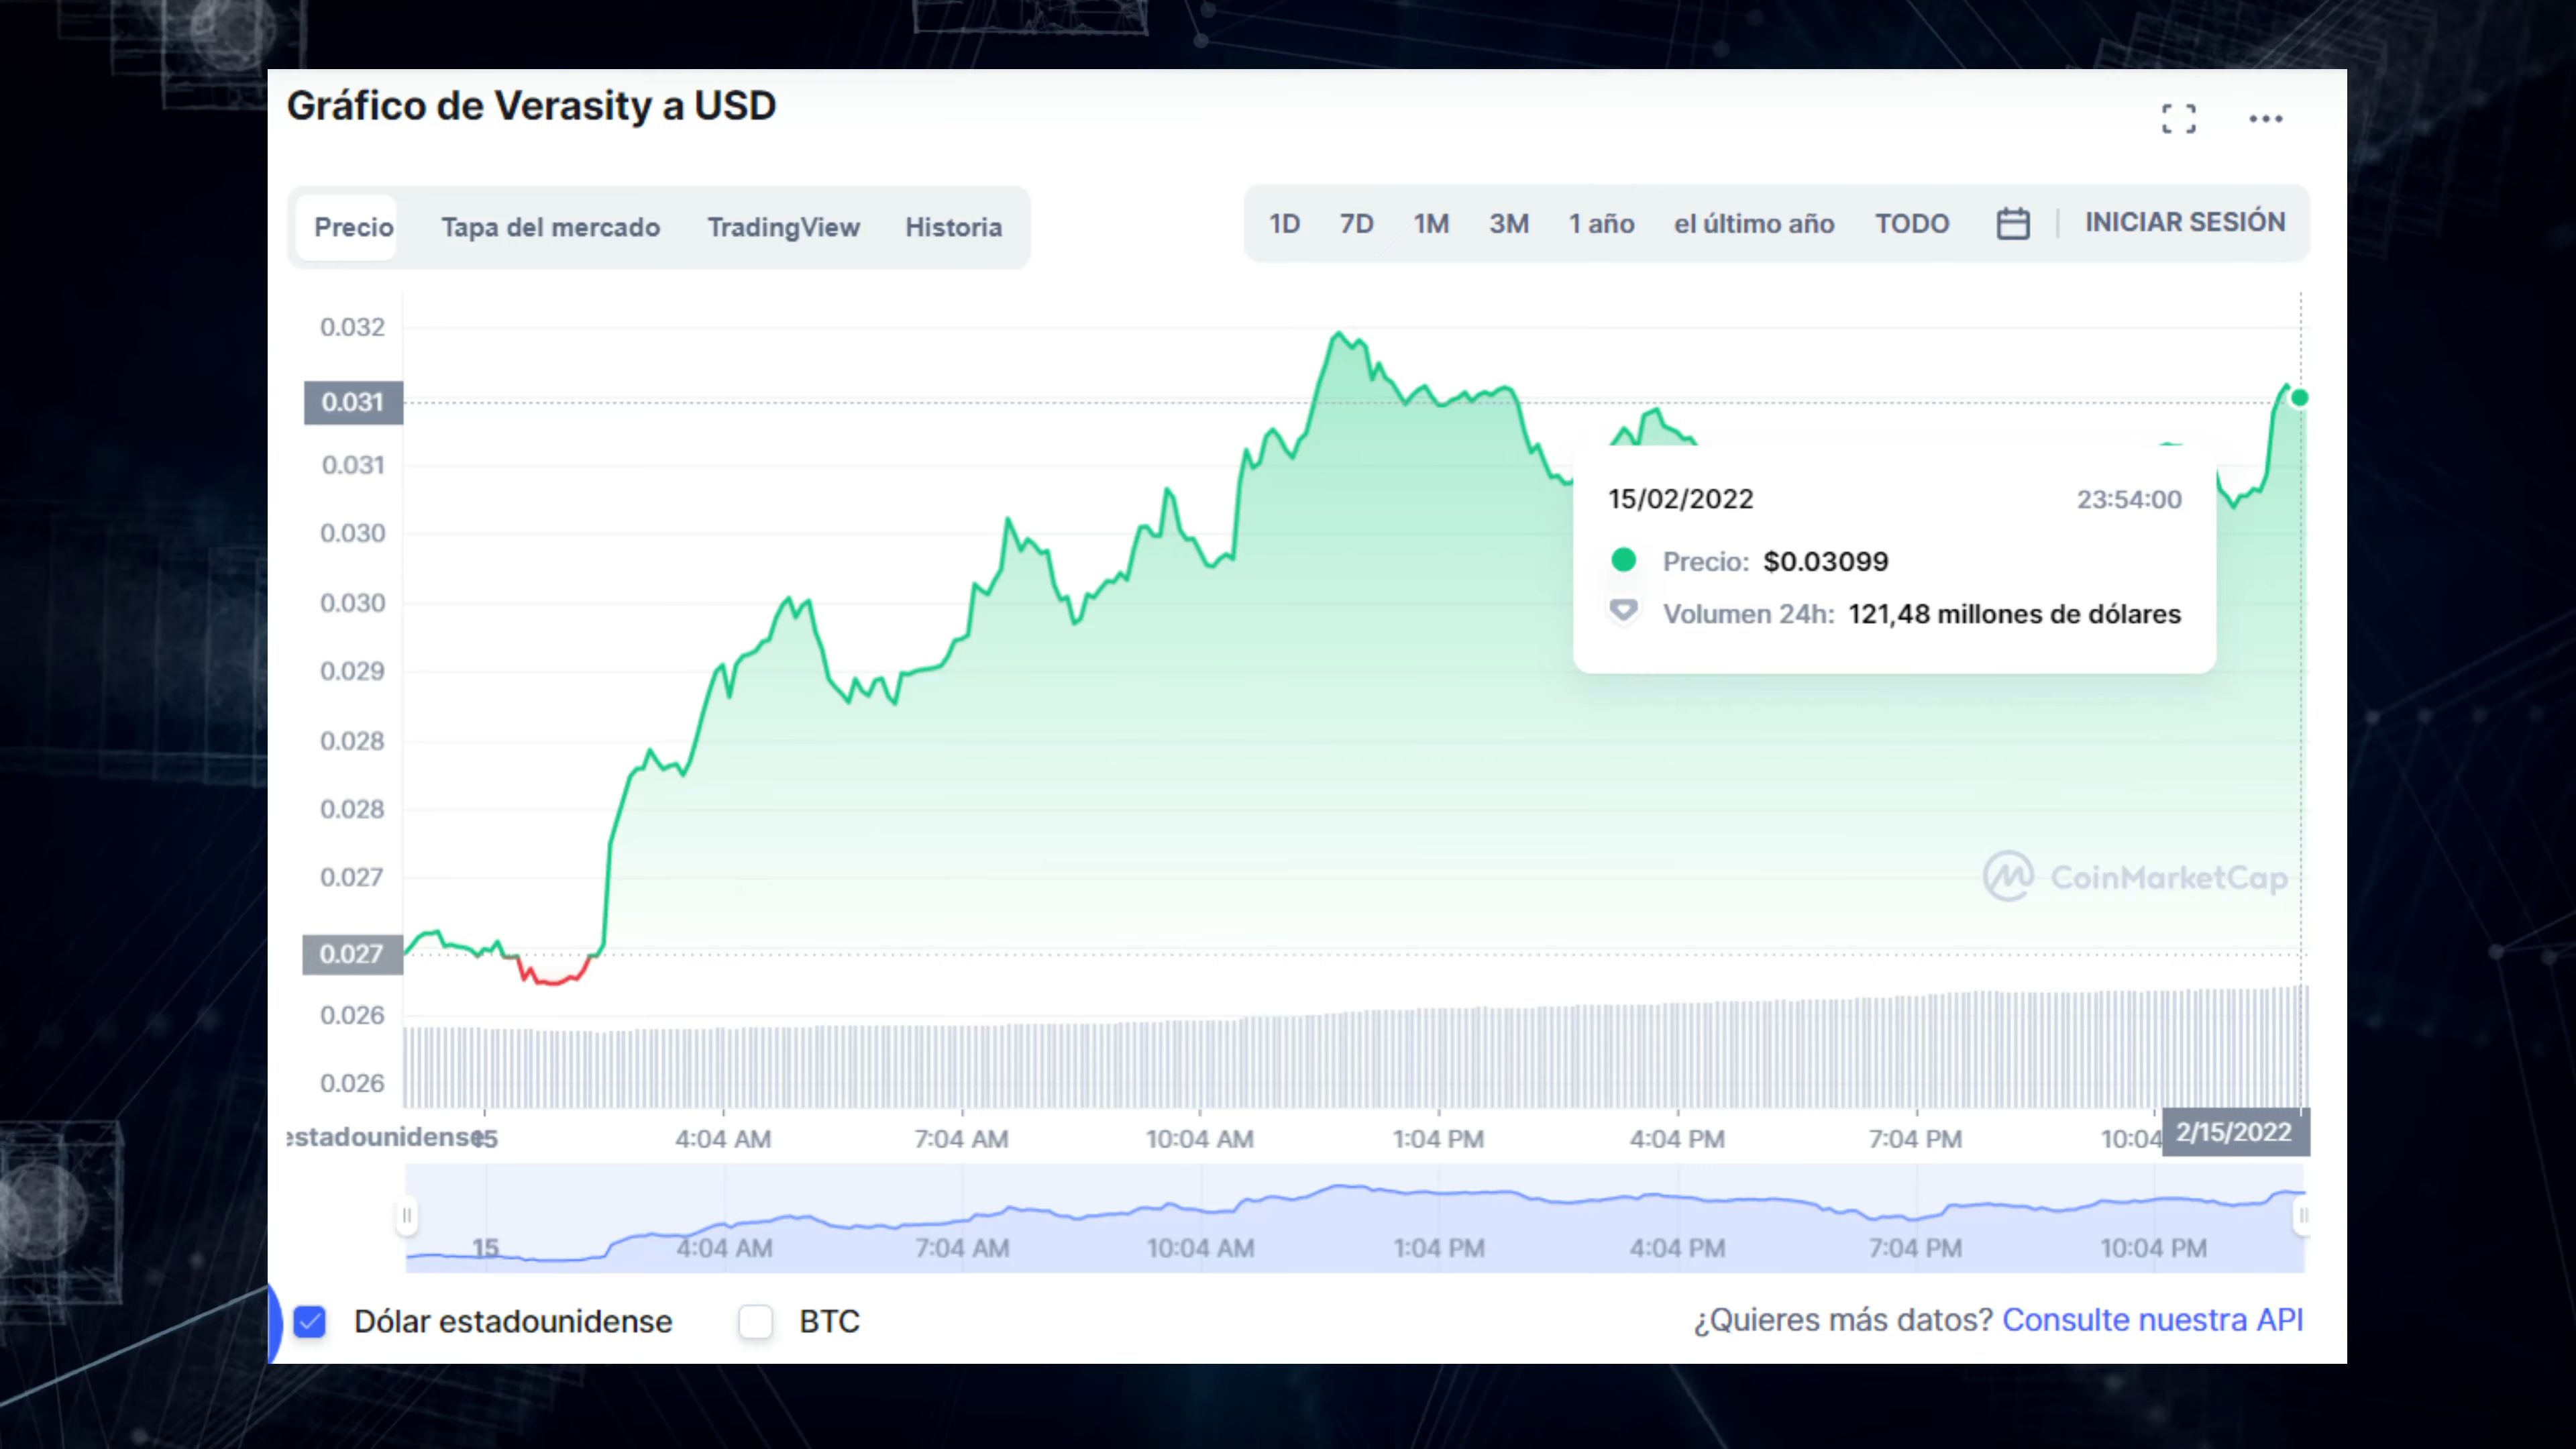 Gráfico de Verasity a USD
Precio Tapa del mercado TradingView Historia
1D 7D 1M 3M 1 año el último año TODO INICIAR SESIÓN
0.032
0.031
0.031
0.030
0.030
0.029
0.028
0.028
0.027
0.027
0.026
0.026
15/02/2022 23:54:00
Precio: $0.03099
Volumen 24h: 121,48 millones de dólares
CoinMarketCap
estadounidense 15 4:04 AM 7:04 AM 10:04 AM 1:04 PM 4:04 PM 7:04 PM 10:04 2/15/2022
15 4:04 AM 7:04 AM 10:04 AM 1:04 PM 4:04 PM 7:04 PM 10:04 PM
Dólar estadounidense BTC
¿Quieres más datos? Consulte nuestra API